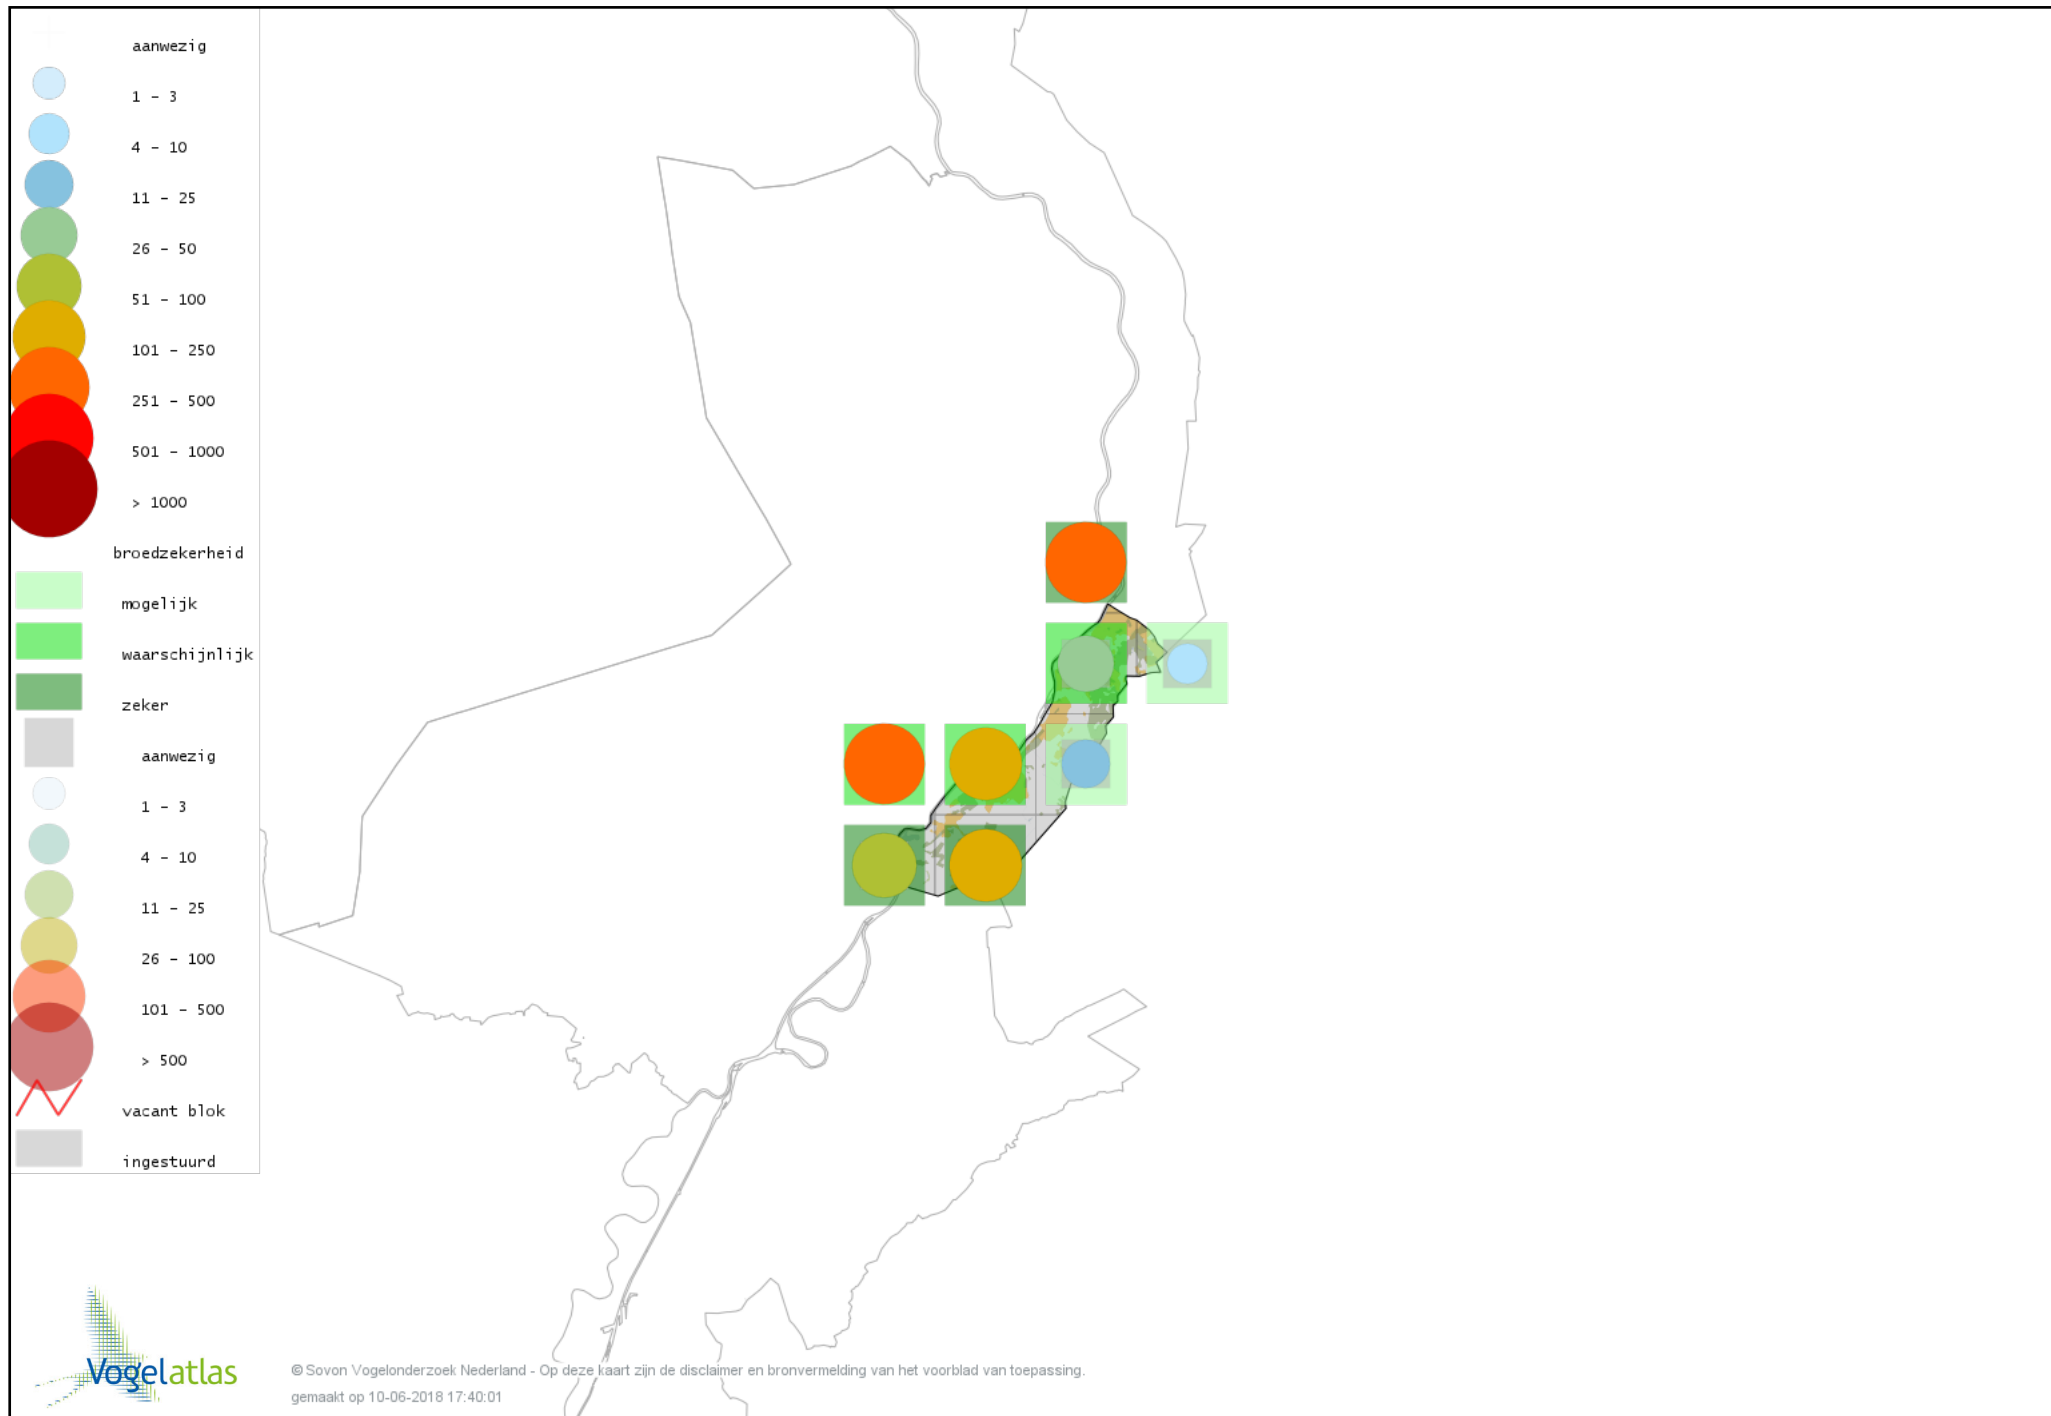 aanwezig
1 - 3
4 - 10
11 - 25
26 - 50
51 - 100
101 - 250
251 - 500
501 - 1000
> 1000
broedzekerheid
mogelijk
waarschijnlijk
zeker
aanwezig
1 - 3
4 - 10
11 - 25
26 - 100
101 - 500
> 500
vacant blok
ingestuurd
Vogelatlas
© Sovon Vogelonderzoek Nederland - Op deze kaart zijn de disclaimer en bronvermelding van het voorblad van toepassing.
gemaakt op 10-06-2018 17:40:01